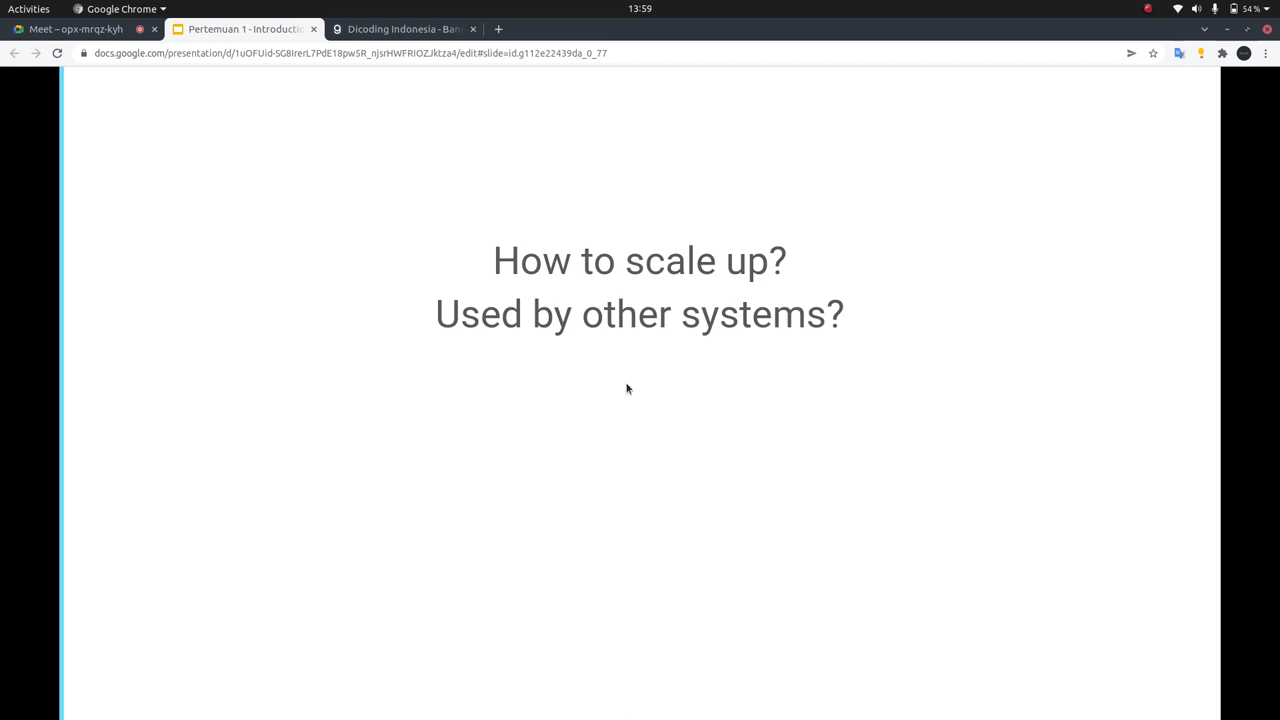 Activities
Google Chrome
13:59
54 %
Meet – opx-mrqz-kyh
Pertemuan 1 - Introductio
Dicoding Indonesia - Ban
docs.google.com/presentation/d/1uOFUid-SG8IrerL7PdE18pw5R_njsrHWFRIOZJktza4/edit#slide=id.g112e22439da_0_77
How to scale up?
Used by other systems?